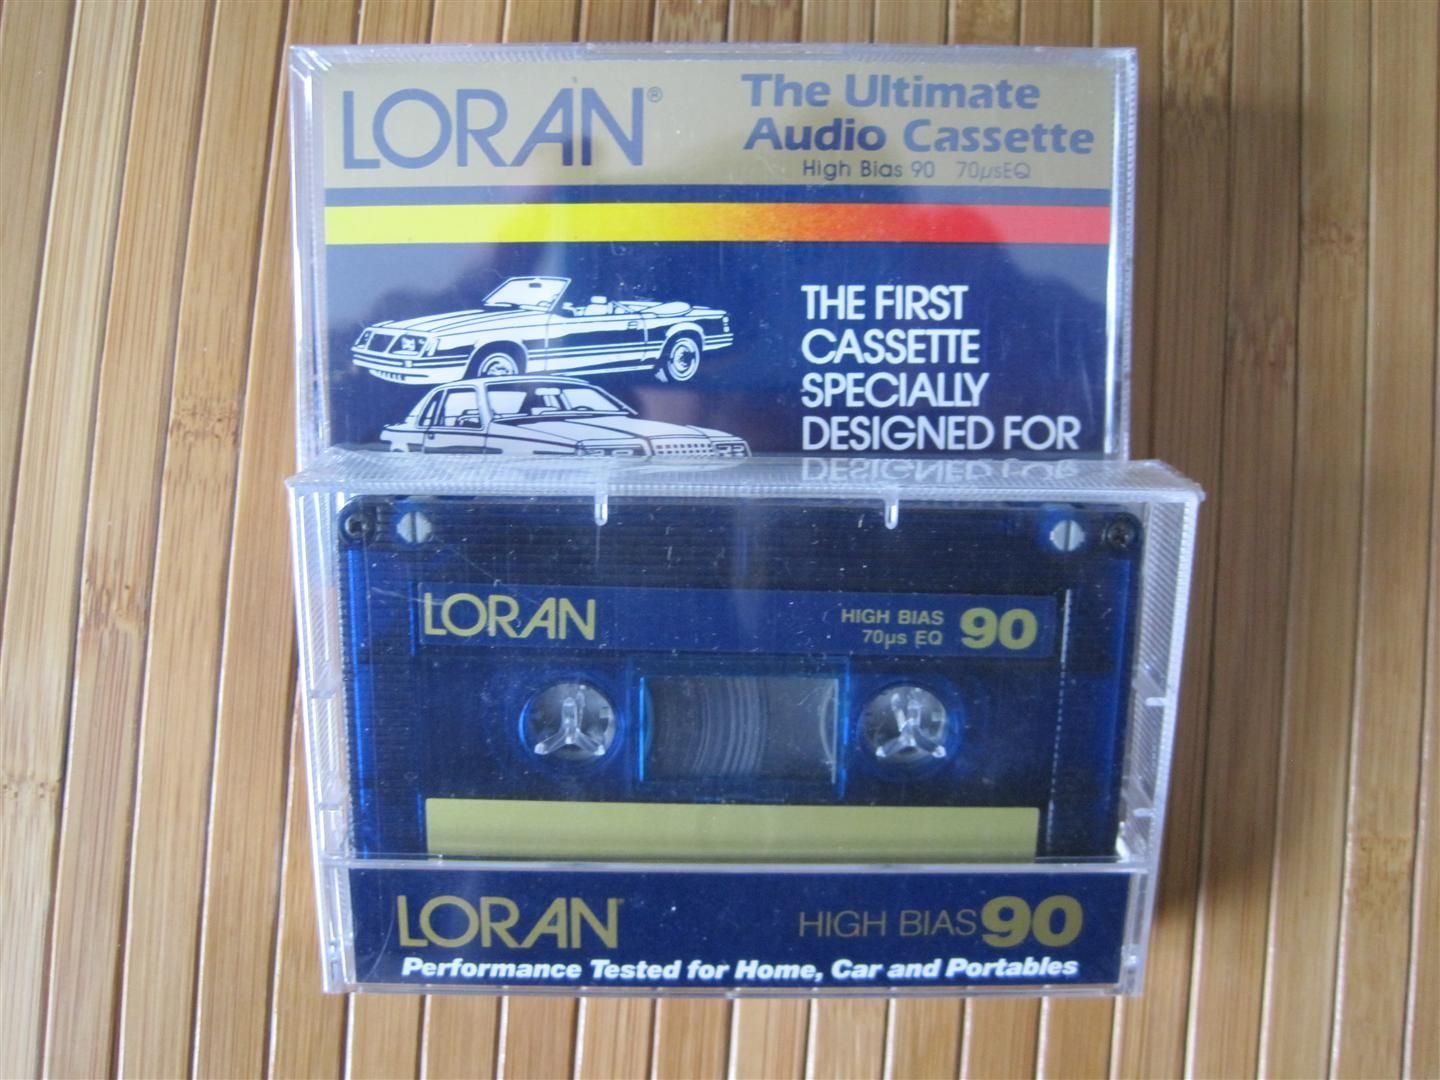 LORAN®
The Ultimate
Audio Cassette
High Bias 90 70µsEQ
THE FIRST
CASSETTE
SPECIALLY
DESIGNED FOR
LORAN
HIGH BIAS
70µs EQ
90
LORAN
HIGH BIAS 90
Performance Tested for Home, Car and Portables